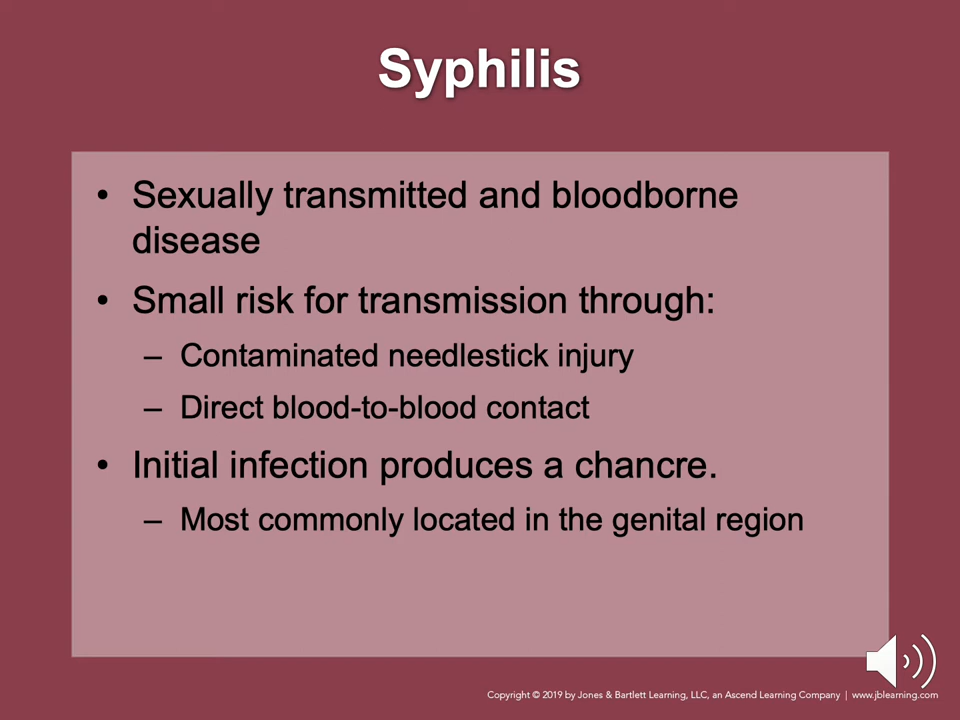 Syphilis
• Sexually transmitted and bloodborne
disease
• Small risk for transmission through:
– Contaminated needlestick injury
– Direct blood-to-blood contact
• Initial infection produces a chancre.
– Most commonly located in the genital region
Copyright © 2019 by Jones & Bartlett Learning, LLC, an Ascend Learning Company | www.jblearning.com